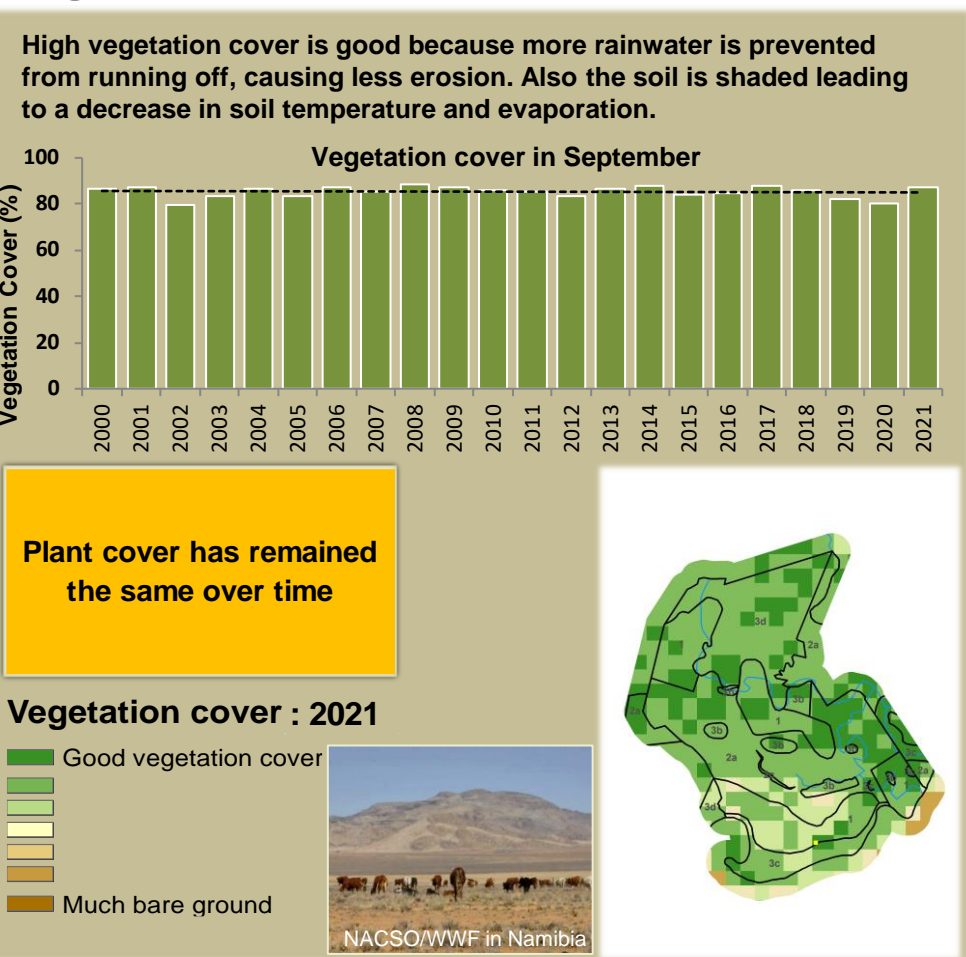 High vegetation cover is good because more rainwater is prevented
from running off, causing less erosion. Also the soil is shaded leading
to a decrease in soil temperature and evaporation.
Vegetation cover in September
Vegetation Cover (%)
100
80
60
40
20
0
2000
2001
2002
2003
2004
2005
2006
2007
2008
2009
2010
2011
2012
2013
2014
2015
2016
2017
2018
2019
2020
2021
Plant cover has remained
the same over time
Vegetation cover : 2021
Good vegetation cover
Much bare ground
NACSO/WWF in Namibia
3d
1
2a
2a
3b
3b
1
3b
2a
3b
3c
2a
3b
3d
1
3c